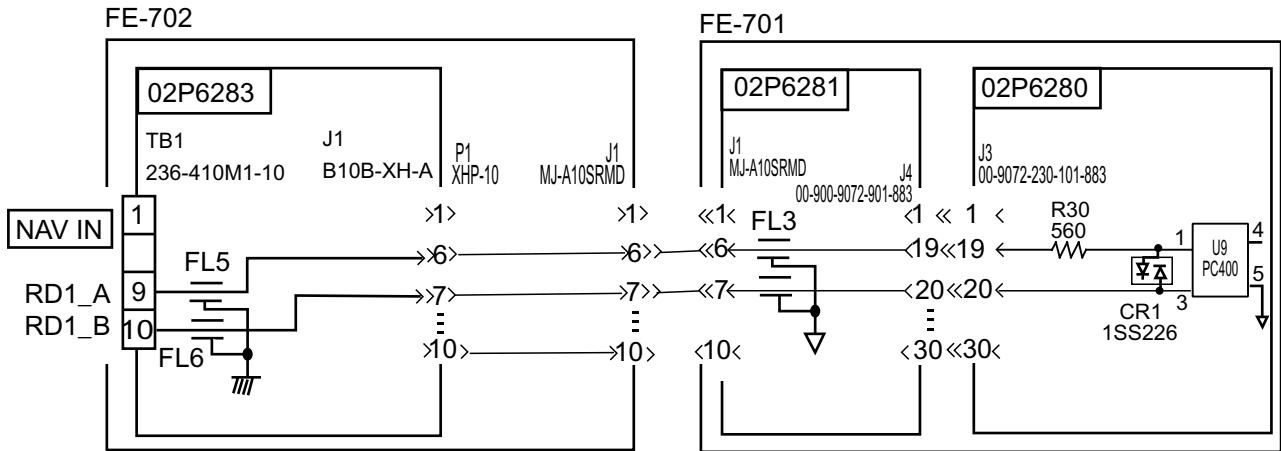 FE-702
FE-701
02P6283
02P6281
02P6280
TB1
236-410M1-10
J1
B10B-XH-A
P1
XHP-10
J1
MJ-A10SRMD
J1
MJ-A10SRMD
J4
00-900-9072-901-883
J3
00-9072-230-101-883
NAV IN
1
1
1
1
1
1
R30
560
FL3
6
6
6
19
19
1
U9
PC400
4
5
3
FL5
RD1_A
9
7
7
7
20
20
CR1
1SS226
RD1_B
10
FL6
10
10
10
30
30